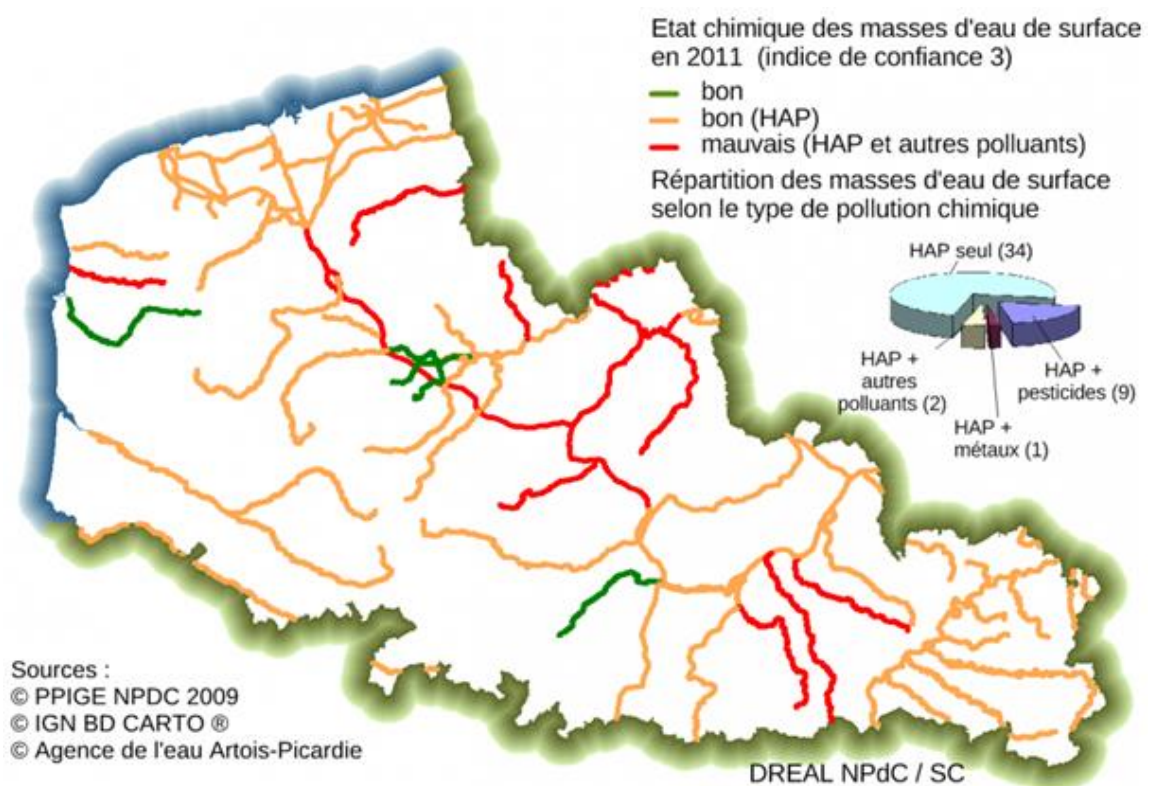 Etat chimique des masses d'eau de surface
en 2011  (indice de confiance 3)
bon
bon (HAP)
mauvais (HAP et autres polluants)
Répartition des masses d'eau de surface
selon le type de pollution chimique
HAP seul (34)
HAP +
autres
polluants (2)
HAP +
métaux (1)
HAP +
pesticides (9)
Sources :
© PPIGE NPDC 2009
© IGN BD CARTO ®
© Agence de l'eau Artois-Picardie
DREAL NPdC / SC